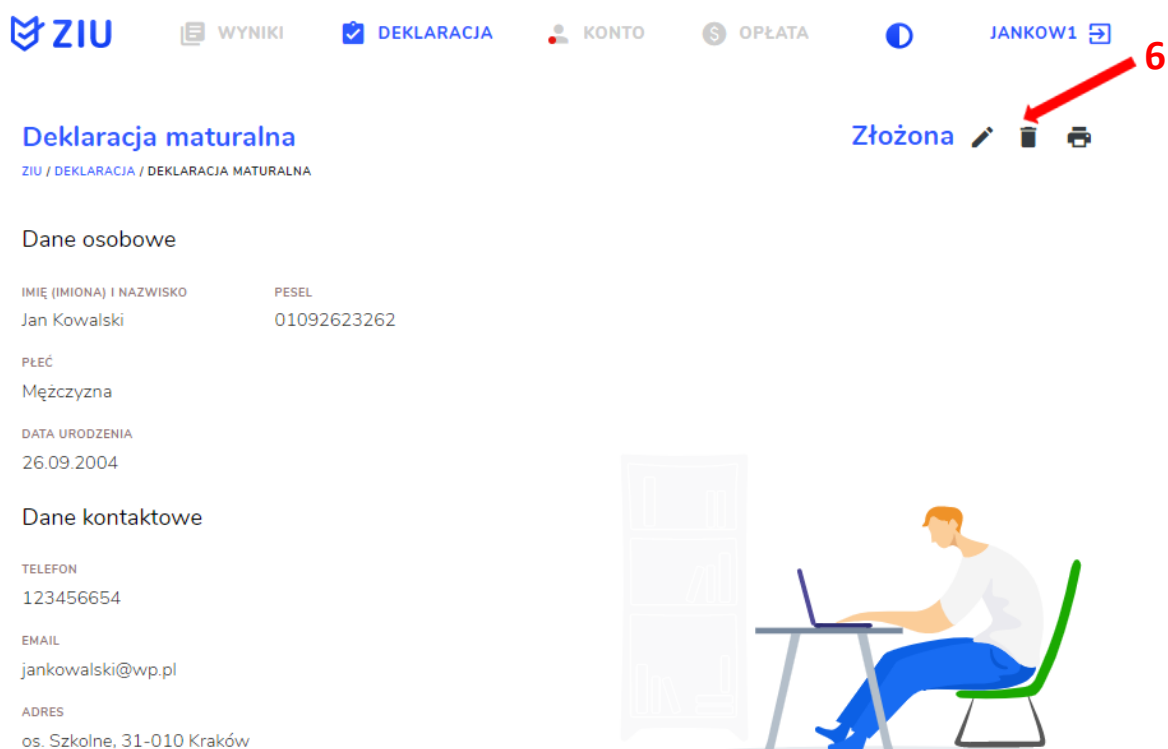 ZIU WYNIKI DEKLARACJA KONTO OPŁATA JANKOW1
6
Deklaracja maturalna Złożona
ZIU / DEKLARACJA / DEKLARACJA MATURALNA
Dane osobowe
IMIĘ (IMIONA) I NAZWISKO PESEL
Jan Kowalski 01092623262
PŁEĆ
Mężczyzna
DATA URODZENIA
26.09.2004
Dane kontaktowe
TELEFON
123456654
EMAIL
jankowalski@wp.pl
ADRES
os. Szkolne, 31-010 Kraków